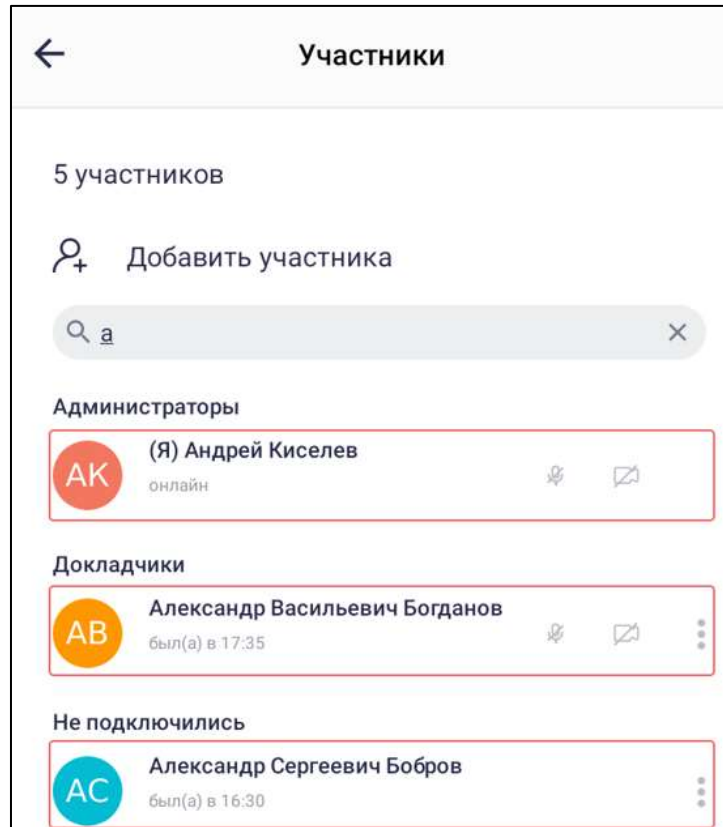 Участники
5 участников
Добавить участника
а
Администраторы
АК
(Я) Андрей Киселев
онлайн
Докладчики
АВ
Александр Васильевич Богданов
был(а) в 17:35
Не подключились
АС
Александр Сергеевич Бобров
был(а) в 16:30